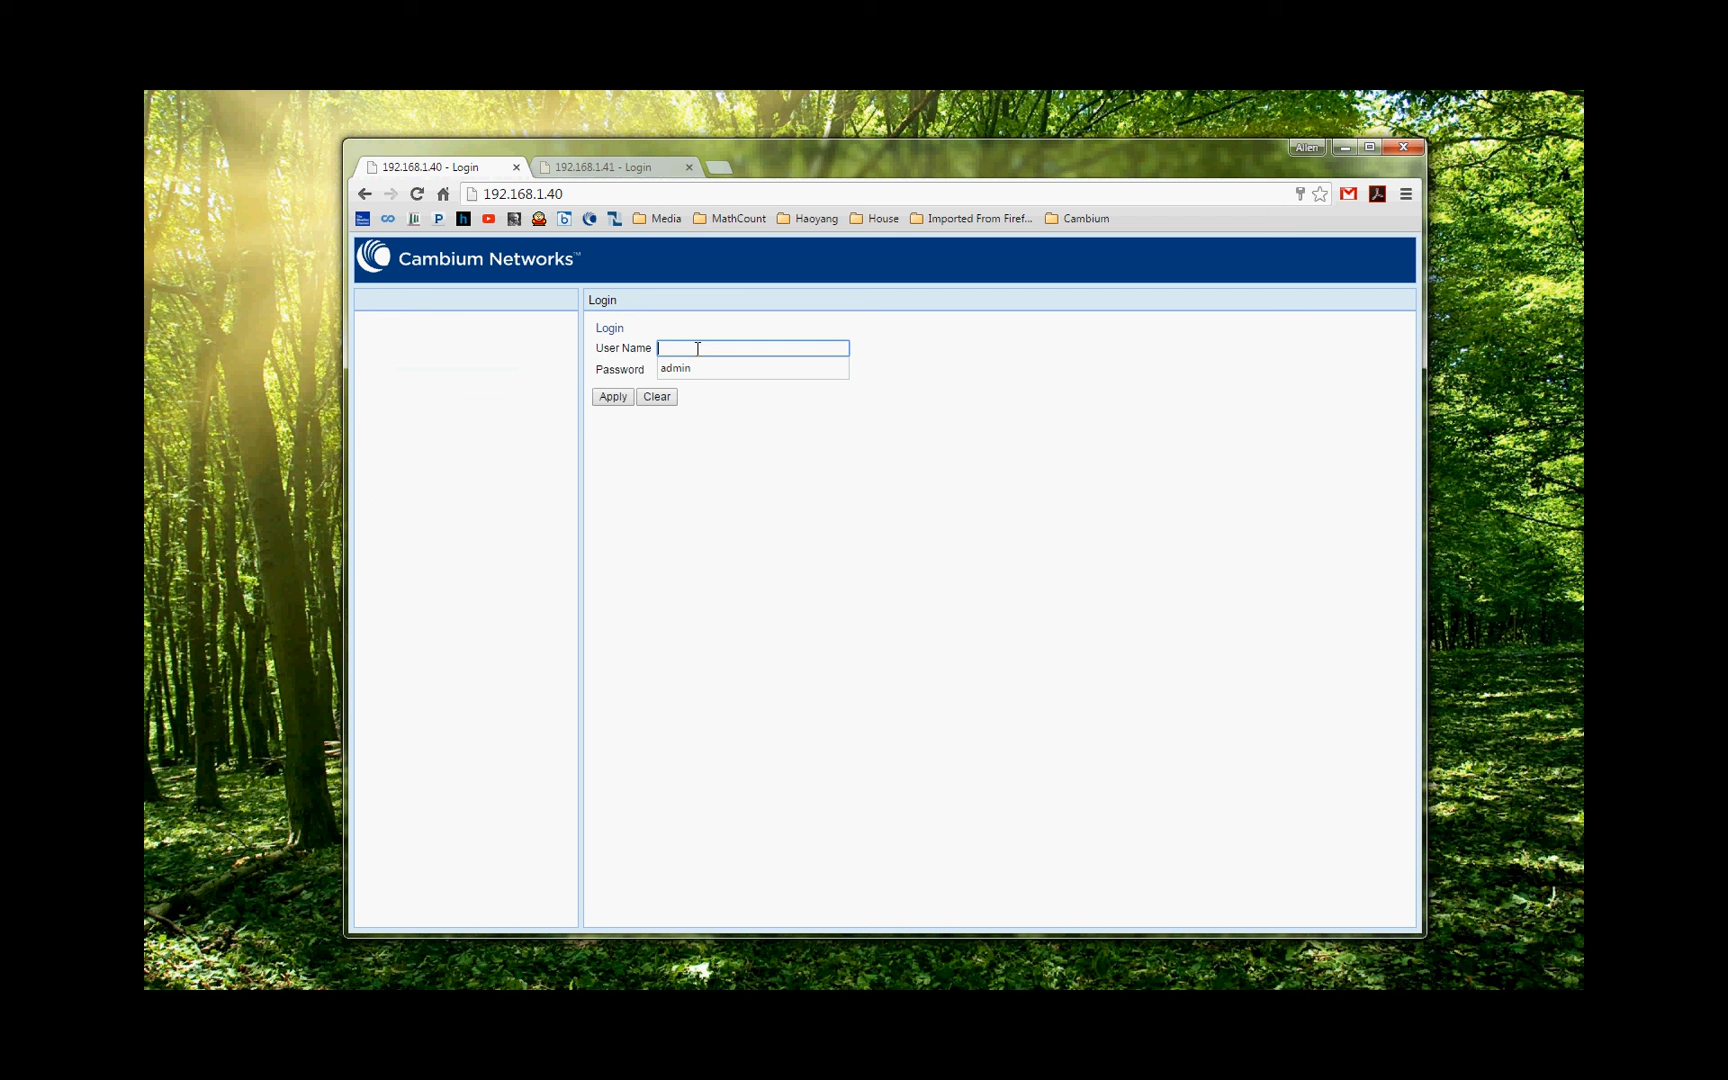 Allen
192.168.1.40 - Login
192.168.1.41 - Login
192.168.1.40
Media MathCount Haoyang House Imported From Firef... Cambium
Cambium Networks™
Login
Login
User Name
Password admin
Apply Clear